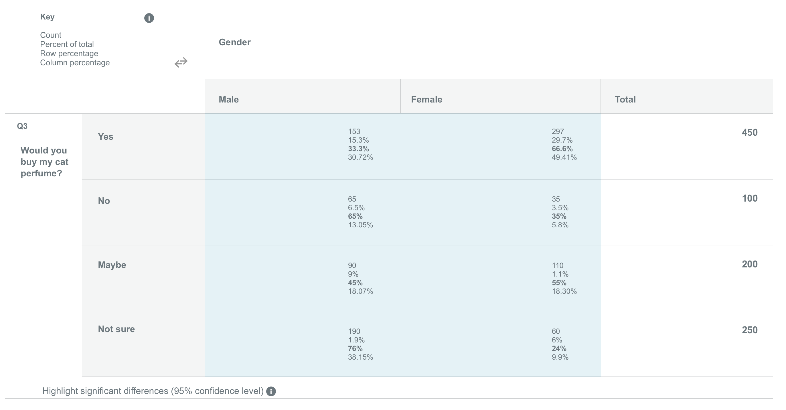 Key
Count
Percent of total
Row percentage
Column percentage
Gender
Male Female Total
Q3
Would you
buy my cat
perfume?
Yes
153
15.3%
33.3%
30.72%
297
29.7%
66.6%
49.41%
450
No
65
6.5%
65%
13.05%
35
3.5%
35%
5.8%
100
Maybe
90
9%
45%
18.07%
110
1.1%
55%
18.30%
200
Not sure
190
1.9%
76%
38.15%
60
6%
24%
9.9%
250
Highlight significant differences (95% confidence level)